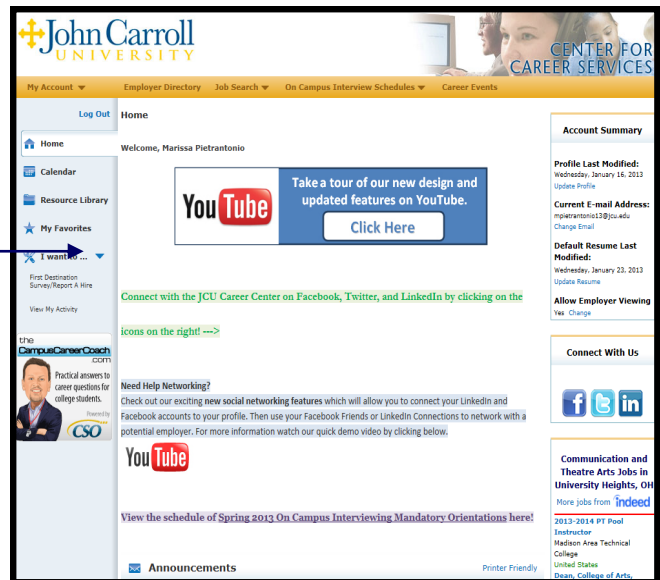 John Carroll
UNIVERSITY
CENTER FOR
CAREER SERVICES
My Account
Employer Directory
Job Search
On Campus Interview Schedules
Career Events
Log Out
Home
Calendar
Resource Library
My Favorites
I want to ...
First Destination
Survey/Report A Hire
View My Activity
the
CampusCareerCoach
.com
Practical answers to
career questions for
college students.
Powered by
CSO
Home
Welcome, Marissa Pietrantonio
YouTube
Take a tour of our new design and
updated features on YouTube.
Click Here
Connect with the JCU Career Center on Facebook, Twitter, and LinkedIn by clicking on the
icons on the right! --->
Need Help Networking?
Check out our exciting new social networking features which will allow you to connect your LinkedIn and
Facebook accounts to your profile. Then use your Facebook Friends or LinkedIn Connections to network with a
potential employer. For more information watch our quick demo video by clicking below.
YouTube
View the schedule of Spring 2013 On Campus Interviewing Mandatory Orientations here!
Announcements
Printer Friendly
Account Summary
Profile Last Modified:
Wednesday, January 16, 2013
Update Profile
Current E-mail Address:
mpietrantonio13@jcu.edu
Change Email
Default Resume Last
Modified:
Wednesday, January 23, 2013
Update Resume
Allow Employer Viewing
Yes Change
Connect With Us
f
in
Communication and
Theatre Arts Jobs in
University Heights, OH
More jobs from indeed
2013-2014 PT Pool
Instructor
Madison Area Technical
College
United States
Dean, College of Arts,